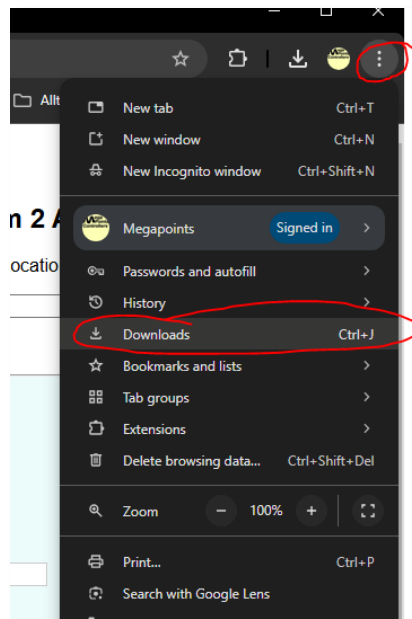 Allt
New tab Ctrl+T
New window Ctrl+N
New Incognito window Ctrl+Shift+N
m 2 A
Megapoints Signed in
ocatio
Passwords and autofill
History
Downloads Ctrl+J
Bookmarks and lists
Tab groups
Extensions
Delete browsing data... Ctrl+Shift+Del
Zoom - 100% +
Print... Ctrl+P
Search with Google Lens